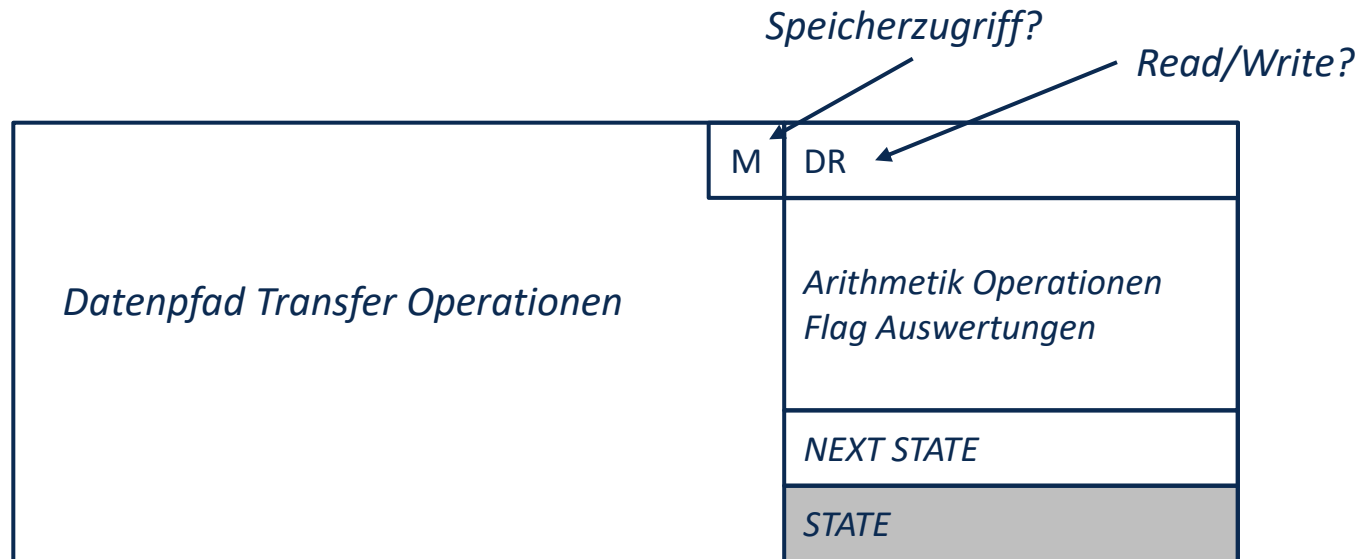 Speicherzugriff?
Read/Write?
M
DR
Datenpfad Transfer Operationen
Arithmetik Operationen
Flag Auswertungen
NEXT STATE
STATE